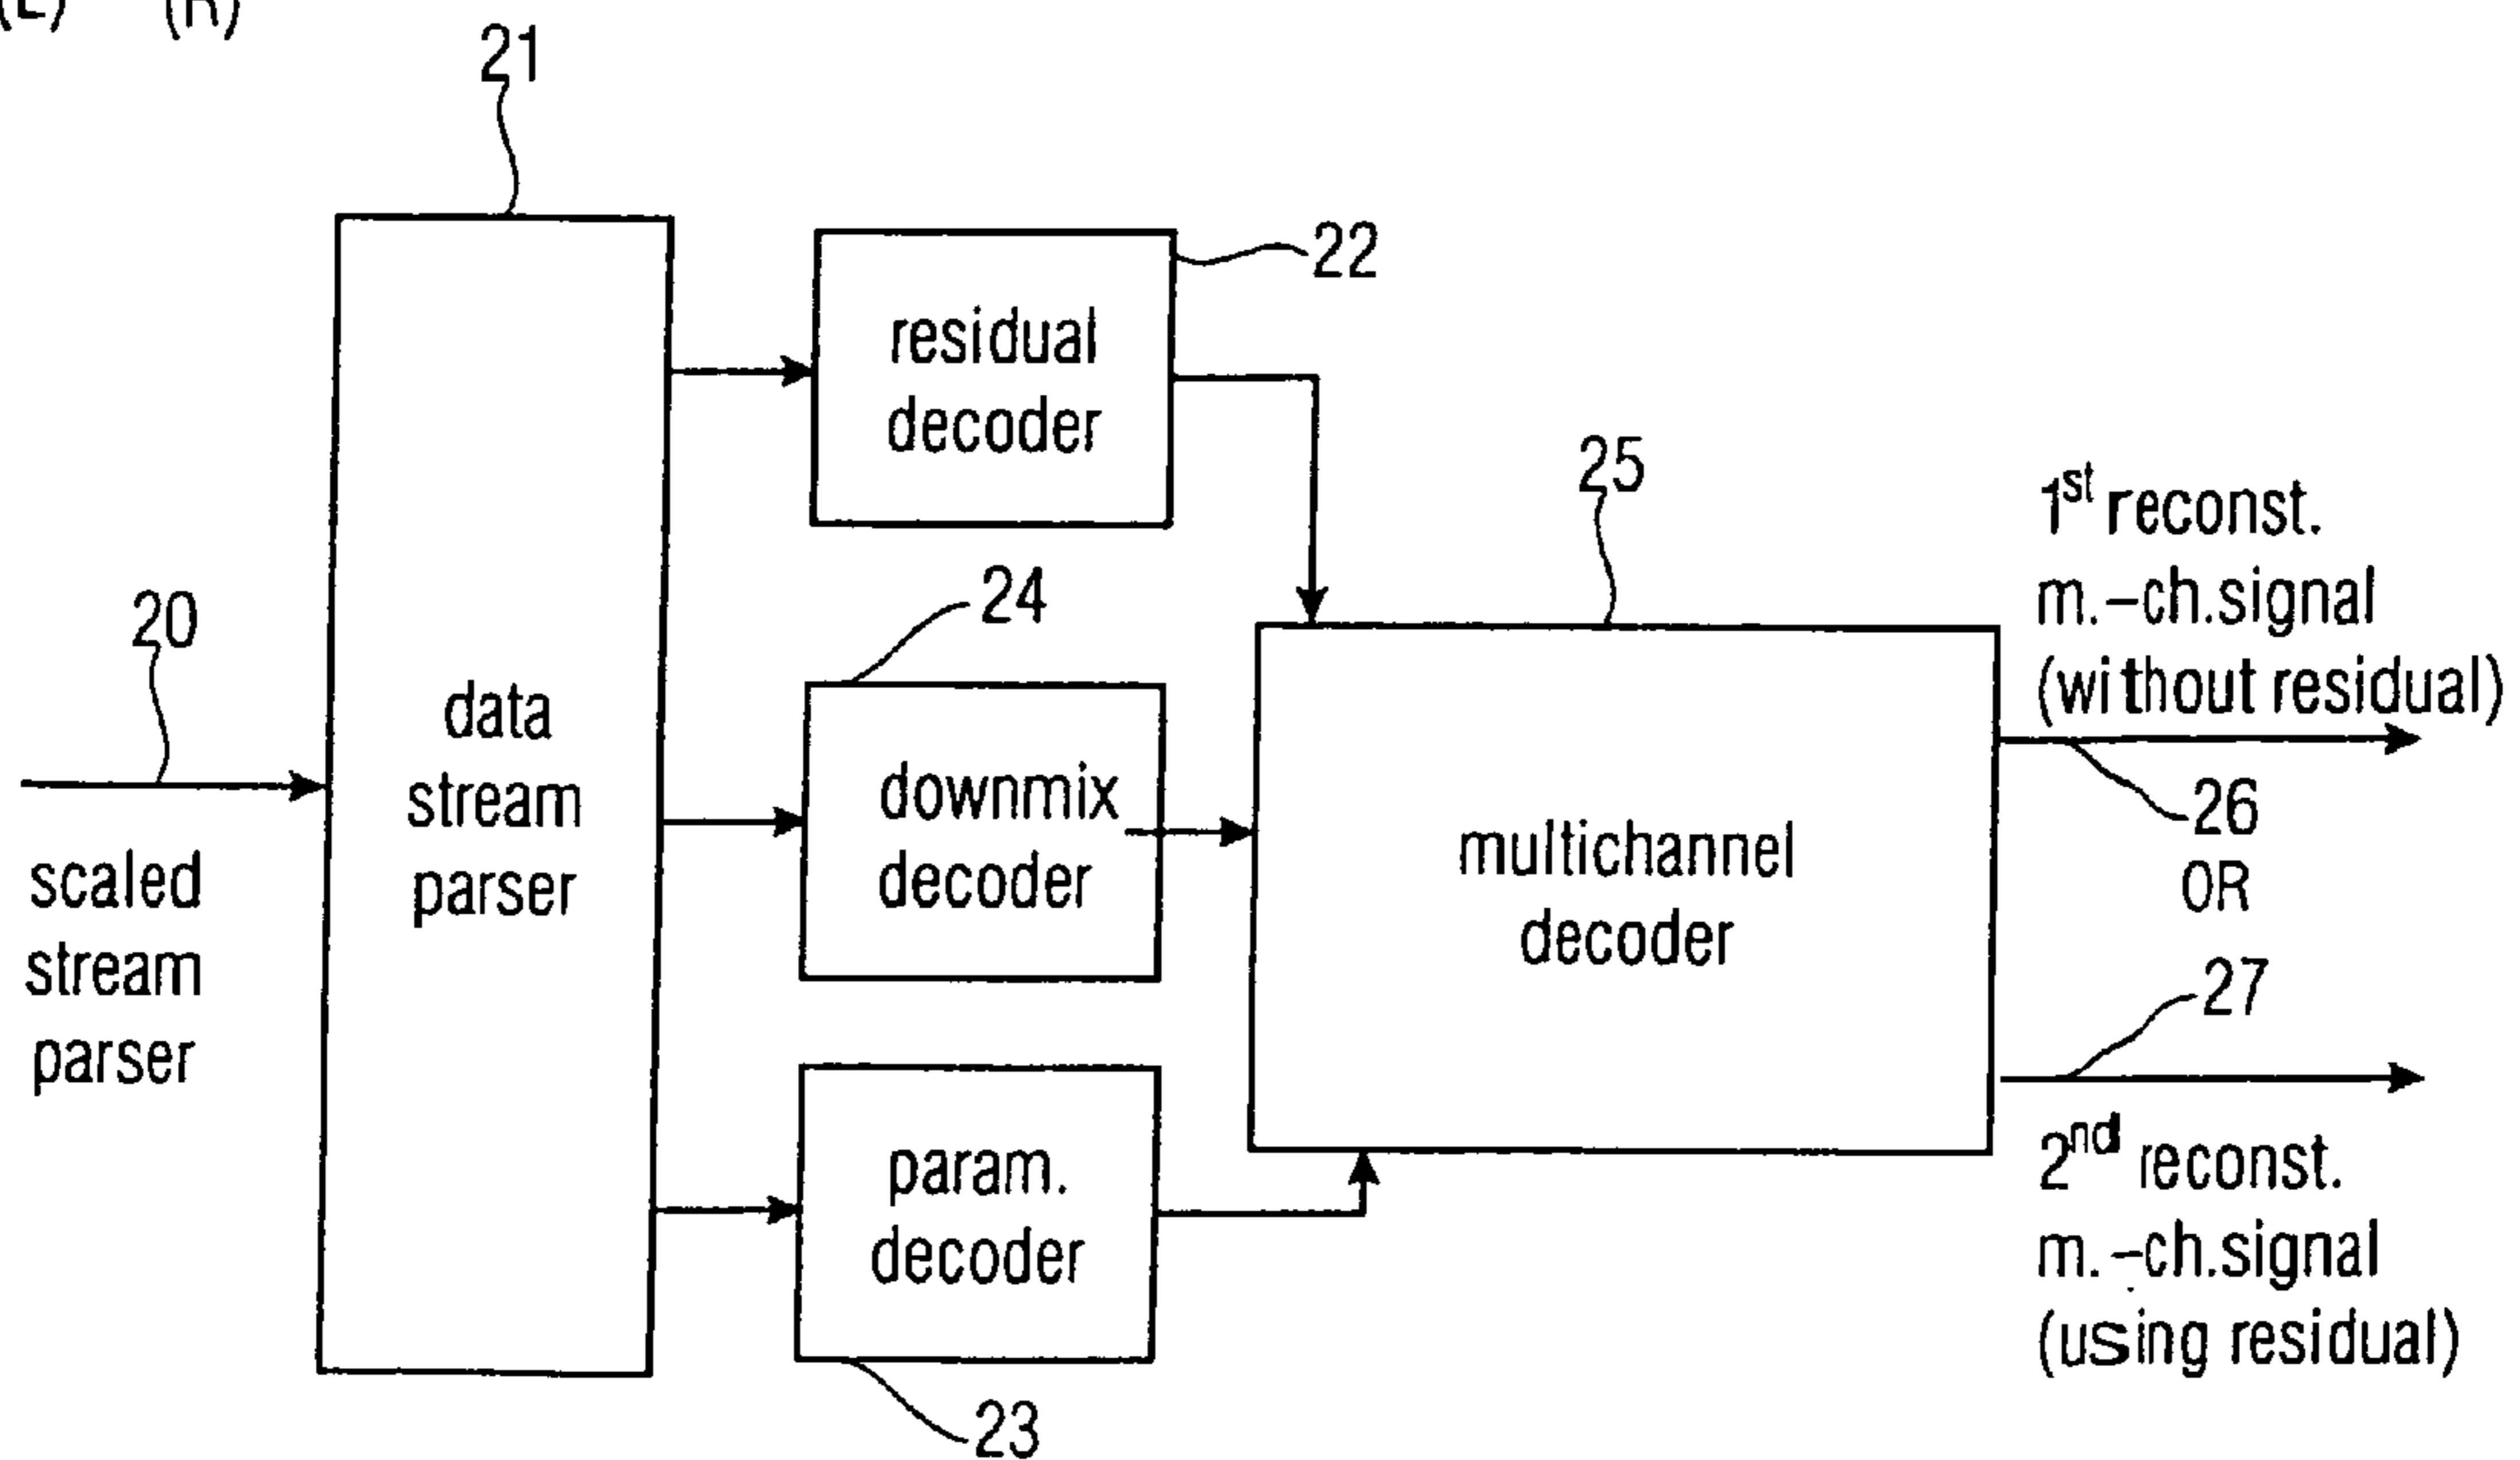 (L) (R)
21
22
residual
decoder
25
1st reconst.
m.-ch.signal
(without residual)
24
20
data
stream
parser
downmix
decoder
multichannel
decoder
26
OR
27
scaled
stream
parser
param.
decoder
2nd reconst.
m.-ch.signal
(using residual)
23